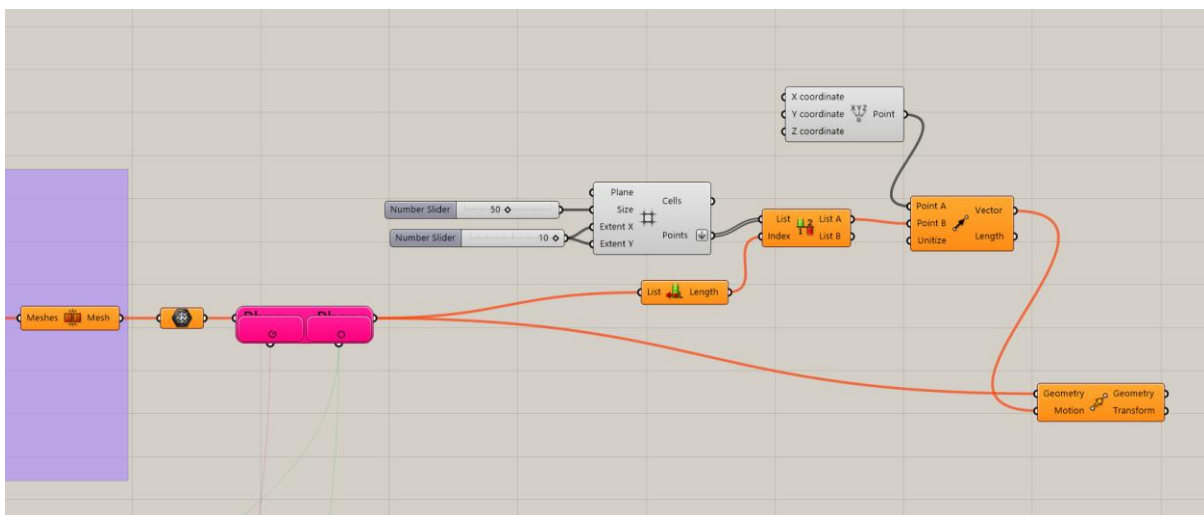 X coordinate
Y coordinate
Z coordinate
XYZ
Point
Plane
Size
Extent X
Extent Y
Cells
Points
Number Slider 50
Number Slider 10
List
Index
List A
List B
Point A
Point B
Unitize
Vector
Length
List Length
Meshes Mesh
Geometry
Motion
Geometry
Transform